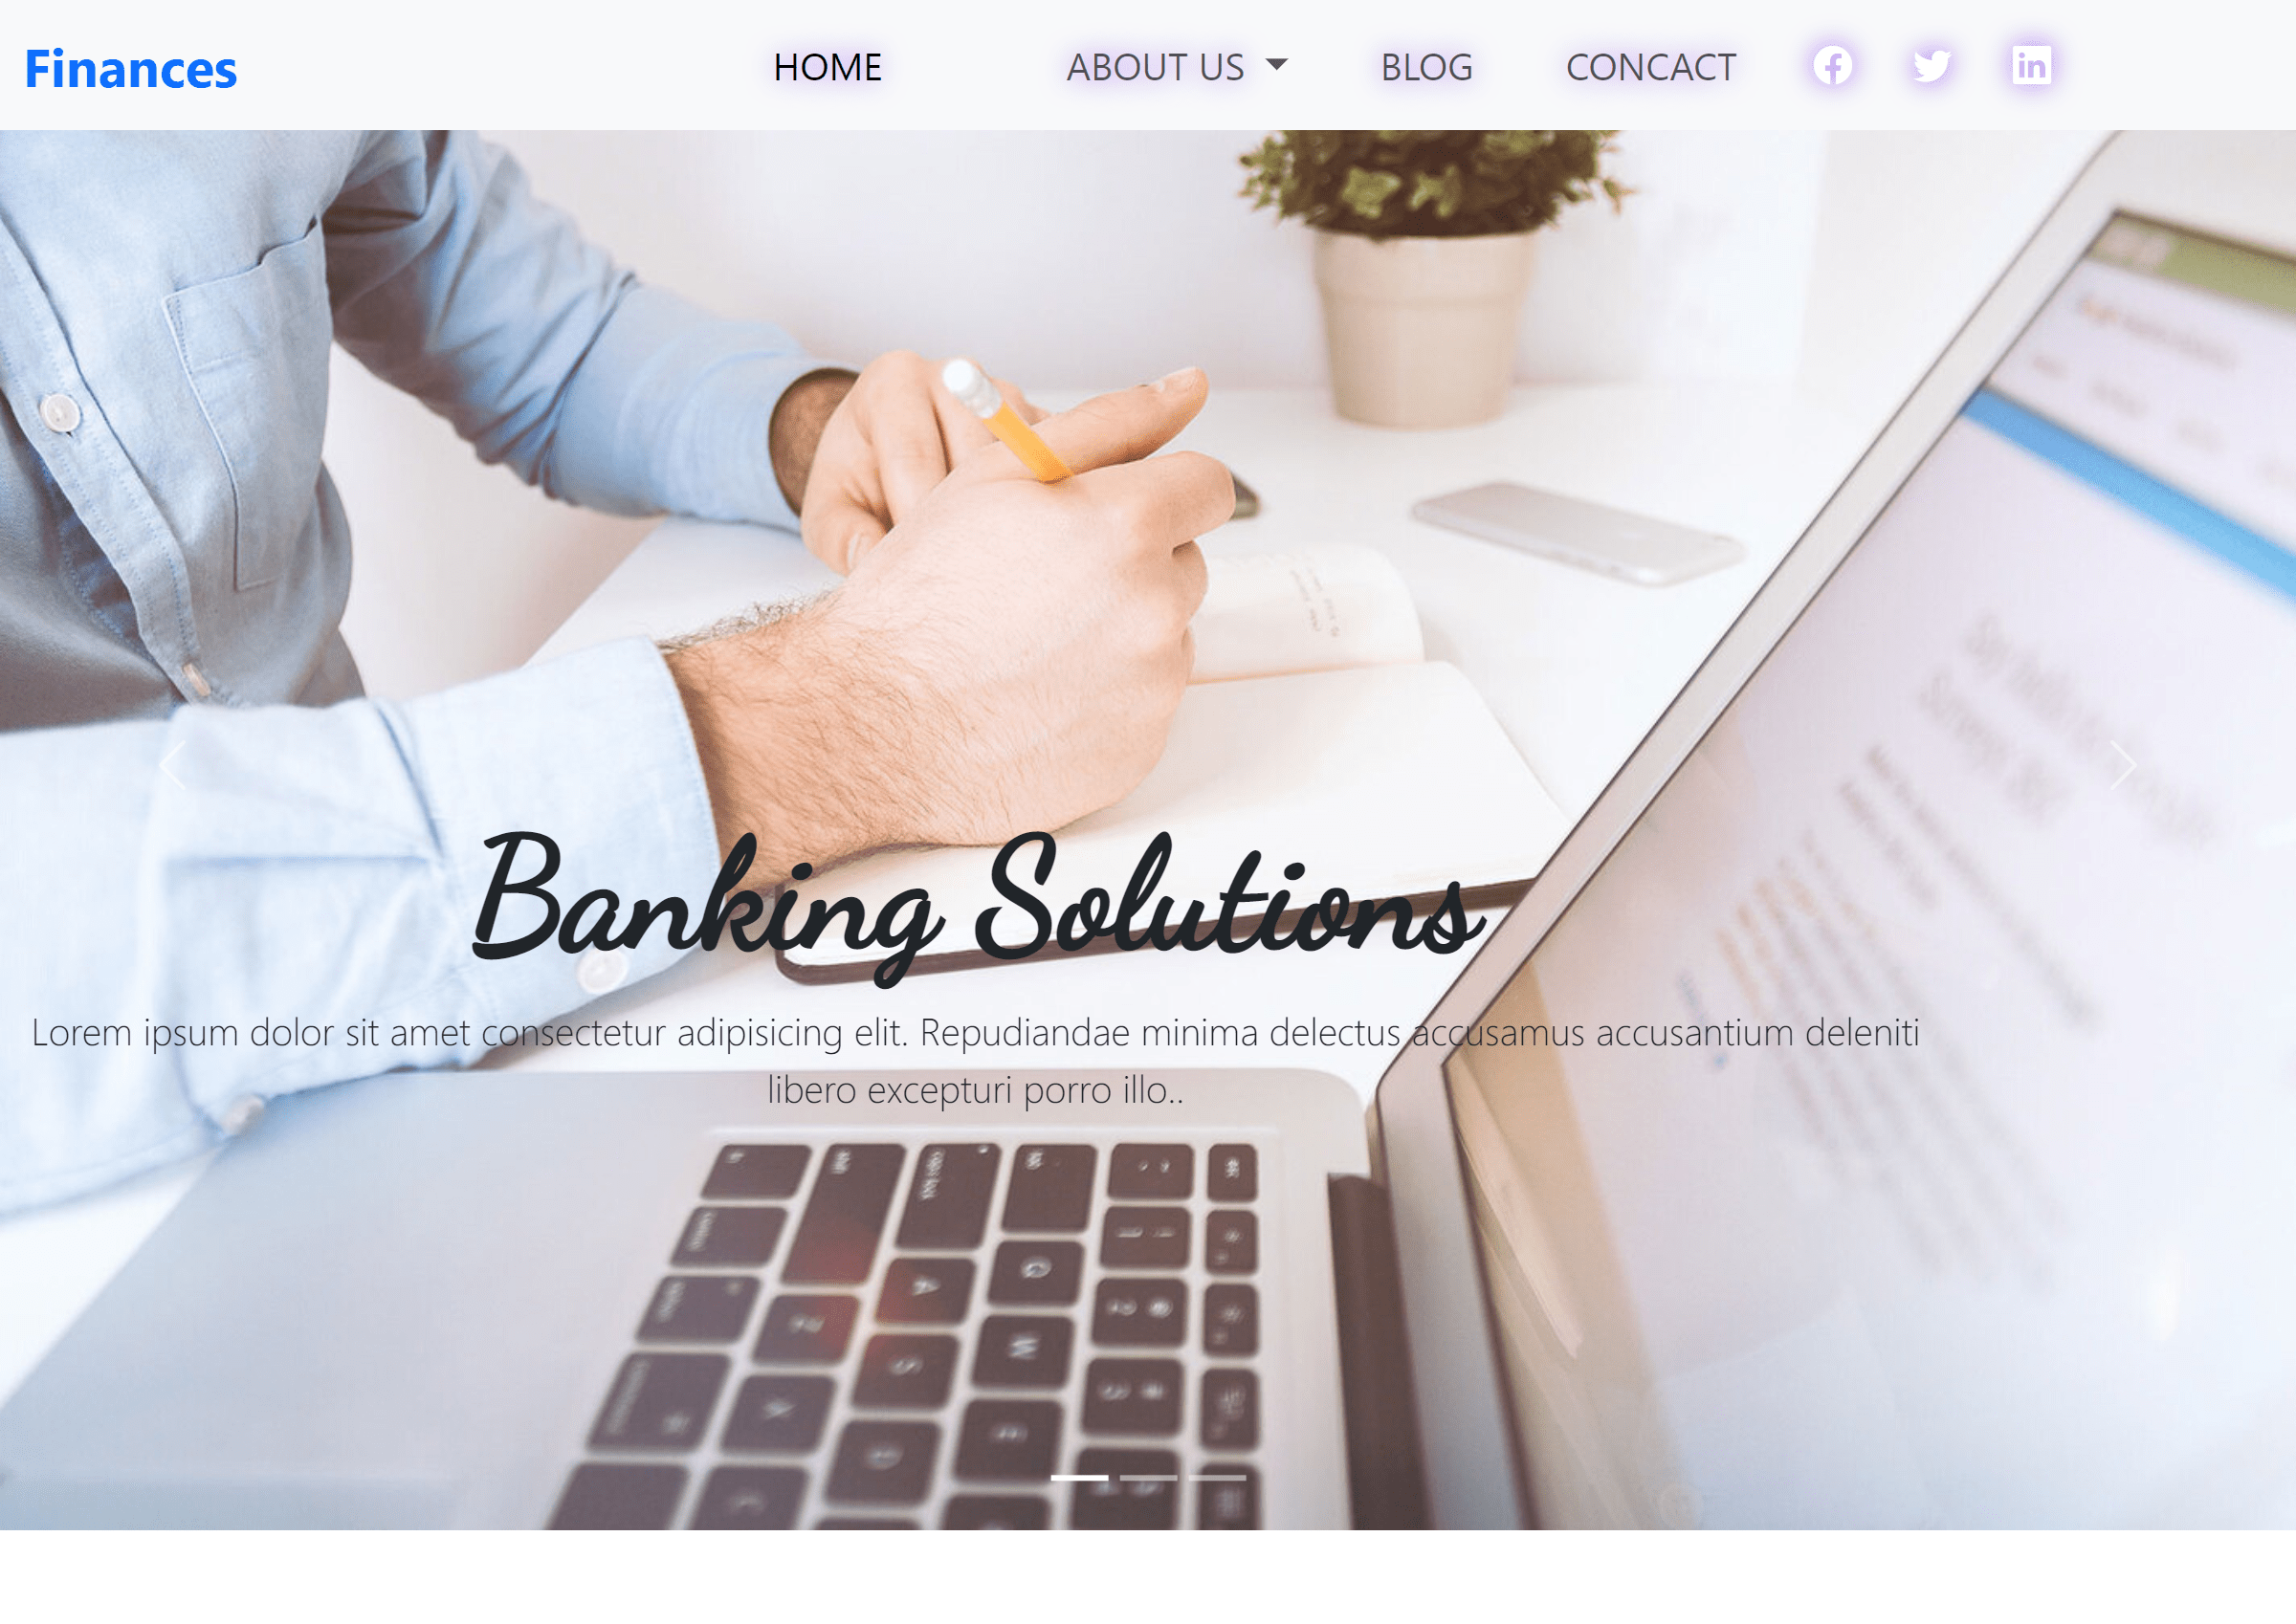 Finances
HOME
ABOUT US
BLOG
CONCACT
Banking Solutions
Lorem ipsum dolor sit amet consectetur adipisicing elit. Repudiandae minima delectus accusamus accusantium deleniti
libero excepturi porro illo..